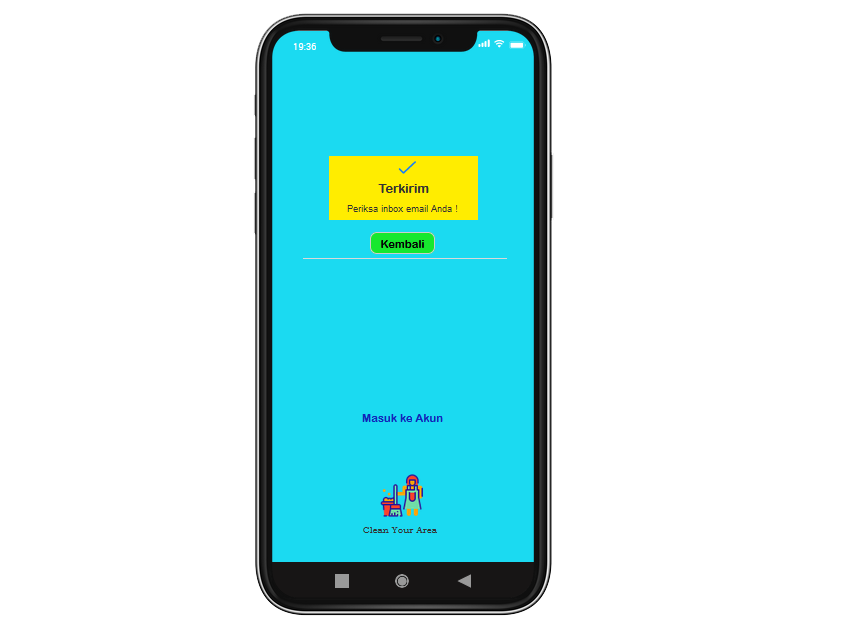 19:36
Terkirim
Periksa inbox email Anda !
Kembali
Masuk ke Akun
Clean Your Area